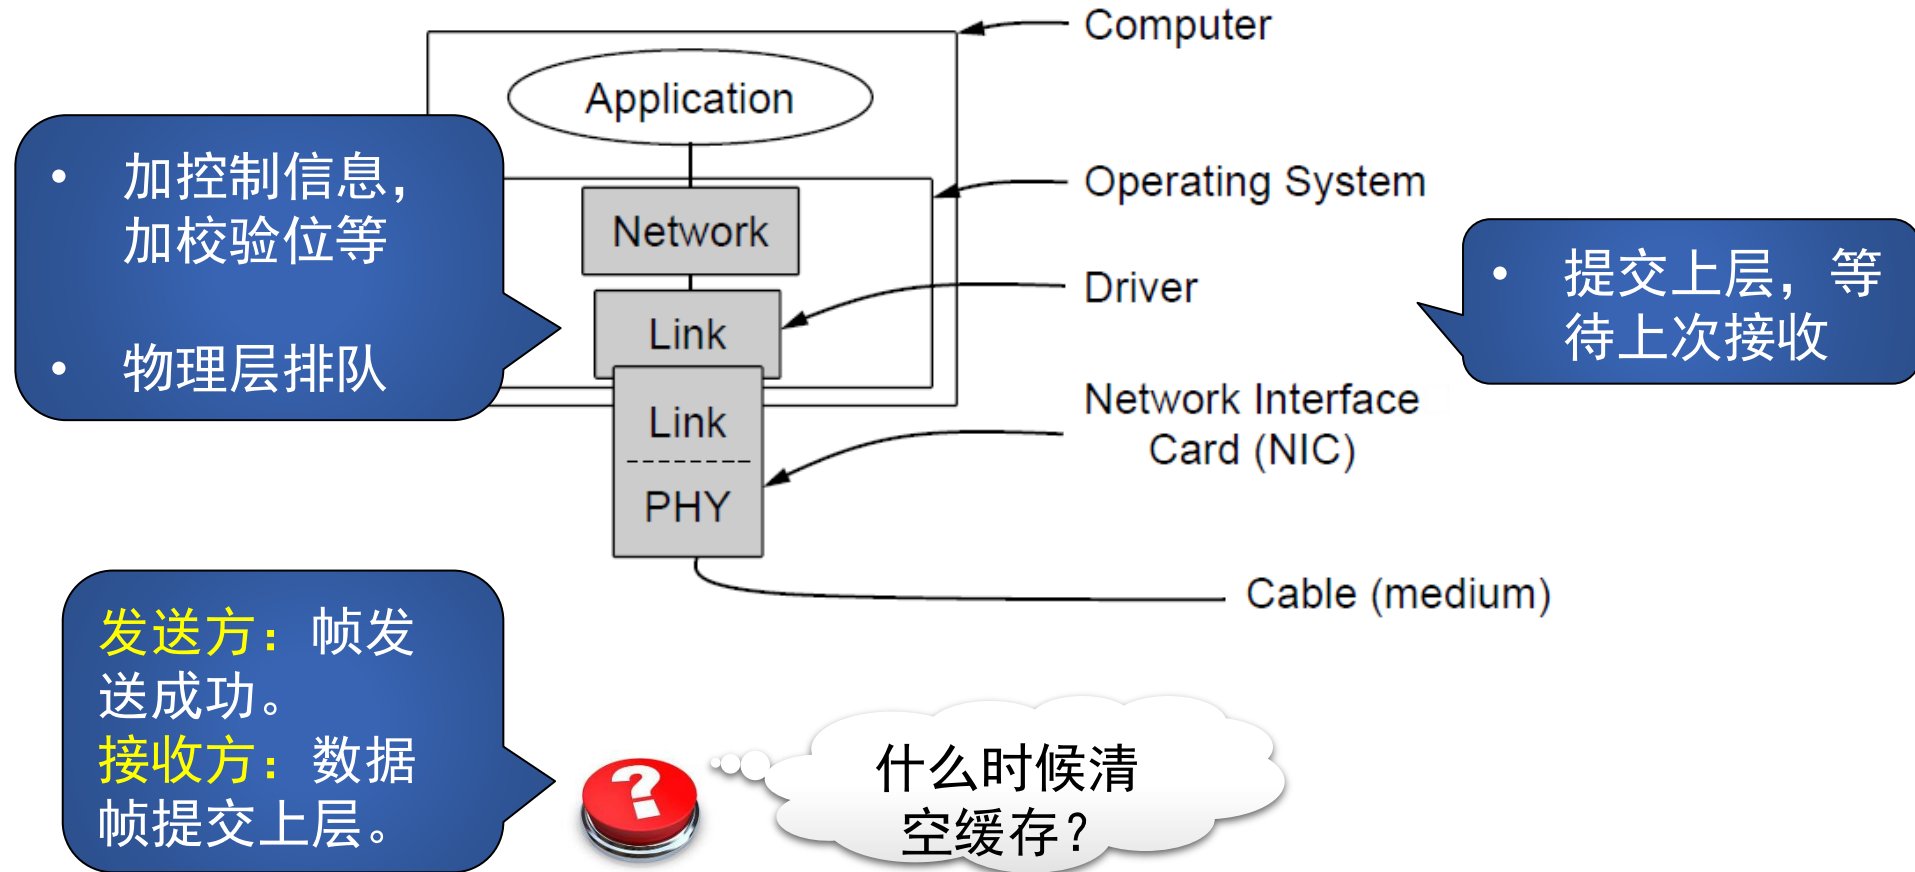 Computer
Application
• 加控制信息，
加校验位等
• 物理层排队
Operating System
Network
• 提交上层，等
待上次接收
Driver
Link
Network Interface
Card (NIC)
Link
PHY
Cable (medium)
发送方：帧发
送成功。
接收方：数据
帧提交上层。
?
什么时候清
空缓存？